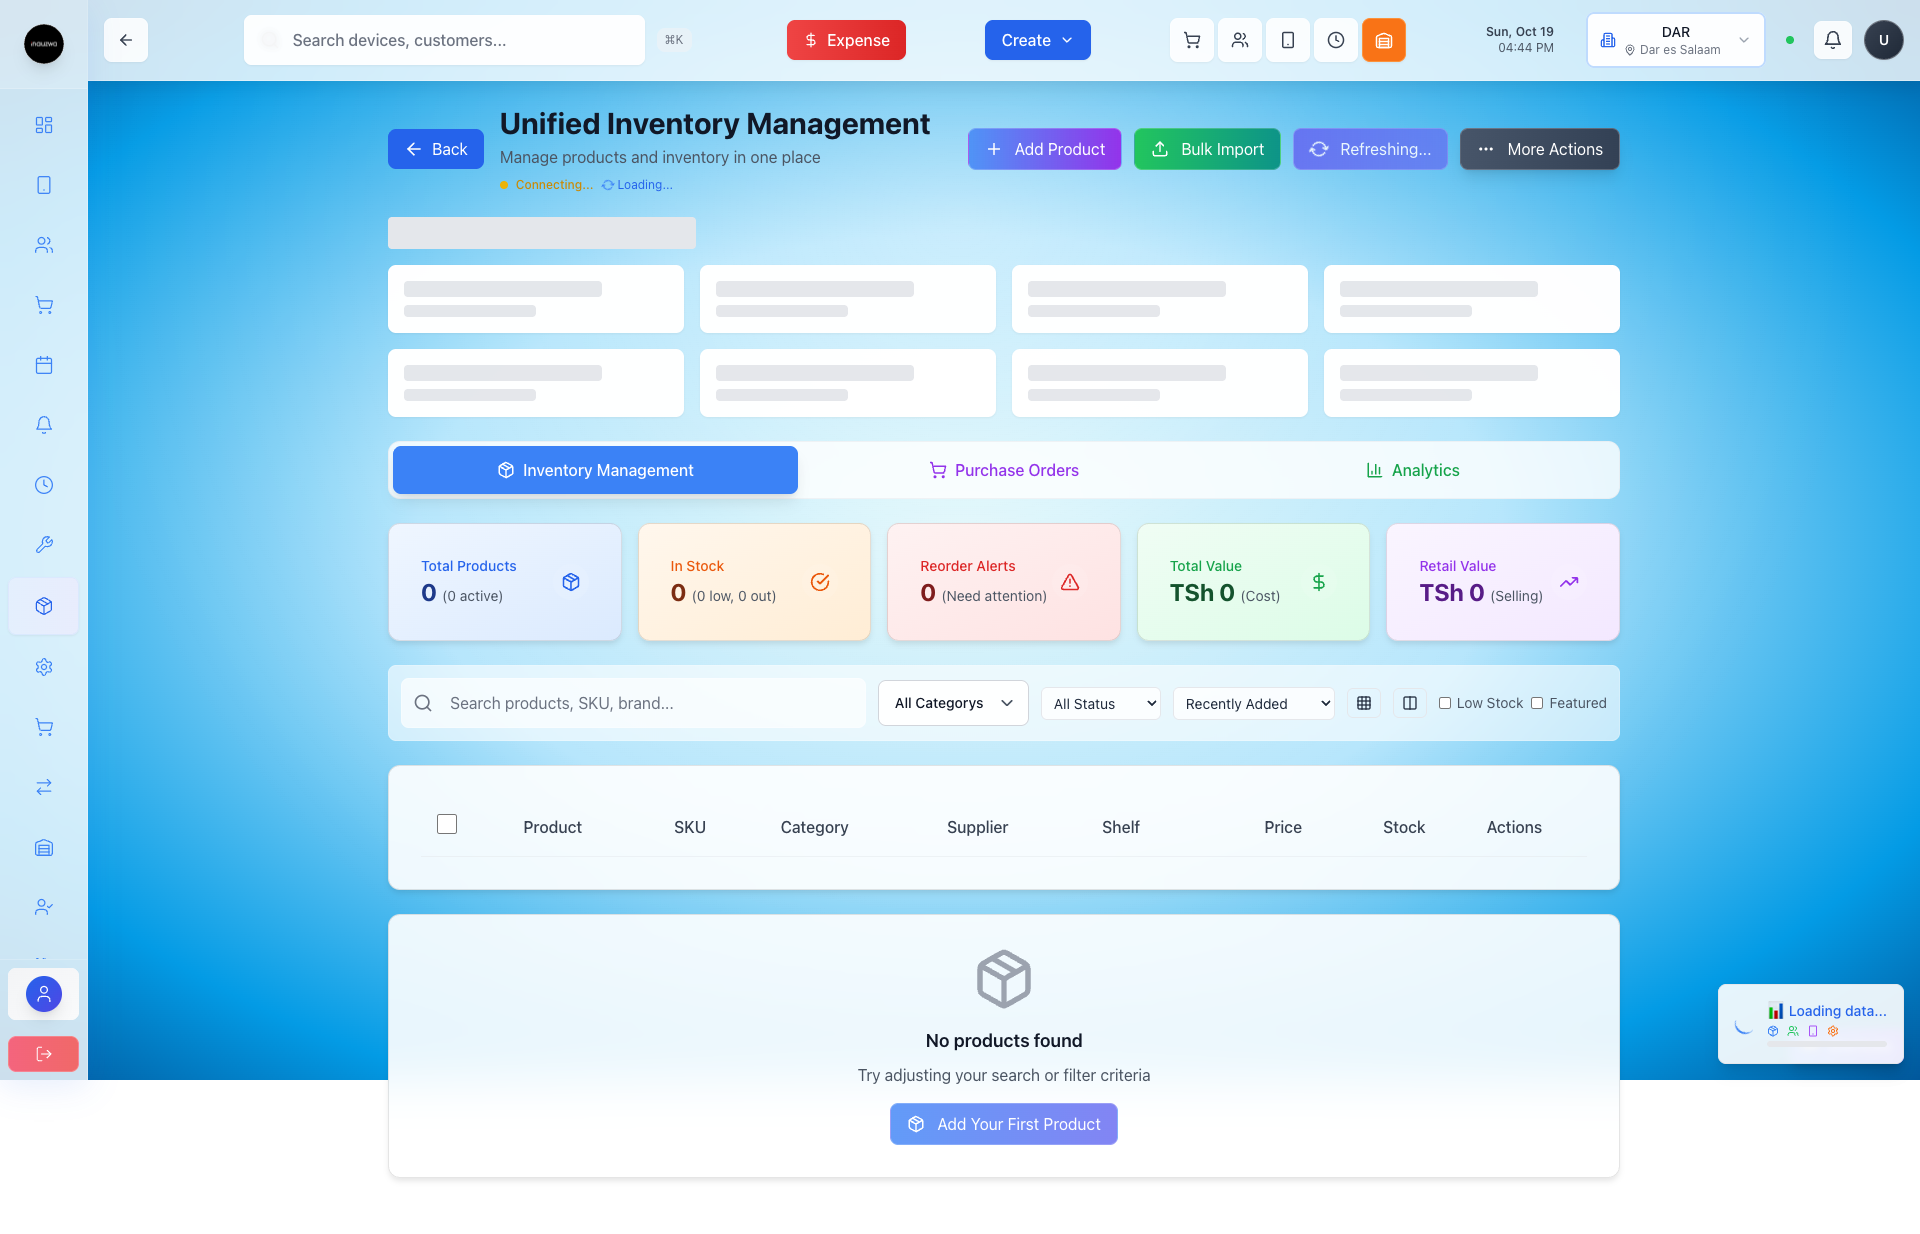 inauzwa
Search devices, customers...
⌘K
Expense
Create
Sun, Oct 19
04:44 PM
DAR
Dar es Salaam
U
Back
Unified Inventory Management
Manage products and inventory in one place
Connecting...
Loading...
Add Product
Bulk Import
Refreshing...
More Actions
Inventory Management
Purchase Orders
Analytics
Total Products
0 (0 active)
In Stock
0 (0 low, 0 out)
Reorder Alerts
0 (Need attention)
Total Value
TSh 0 (Cost)
Retail Value
TSh 0 (Selling)
Search products, SKU, brand...
All Categorys
All Status
Recently Added
Low Stock
Featured
Product
SKU
Category
Supplier
Shelf
Price
Stock
Actions
No products found
Try adjusting your search or filter criteria
Add Your First Product
Loading data...